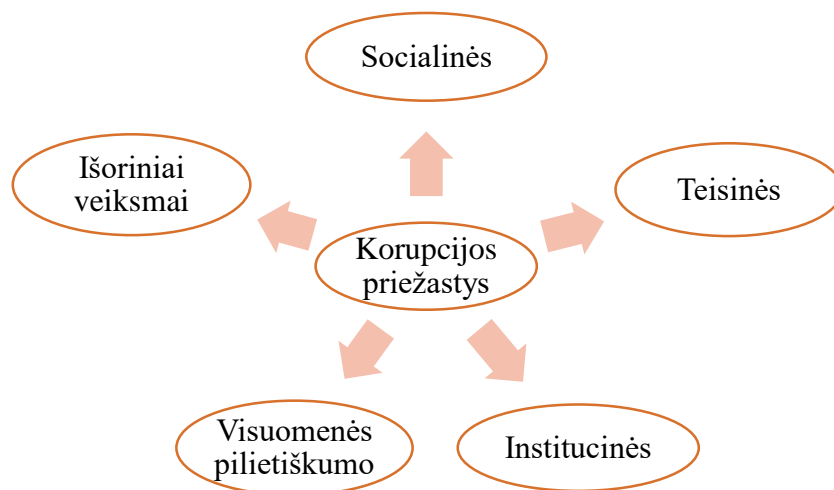 Socialinės
Išoriniai
veiksmai
Teisinės
Korupcijos
priežastys
Visuomenės
pilietiškumo
Institucinės